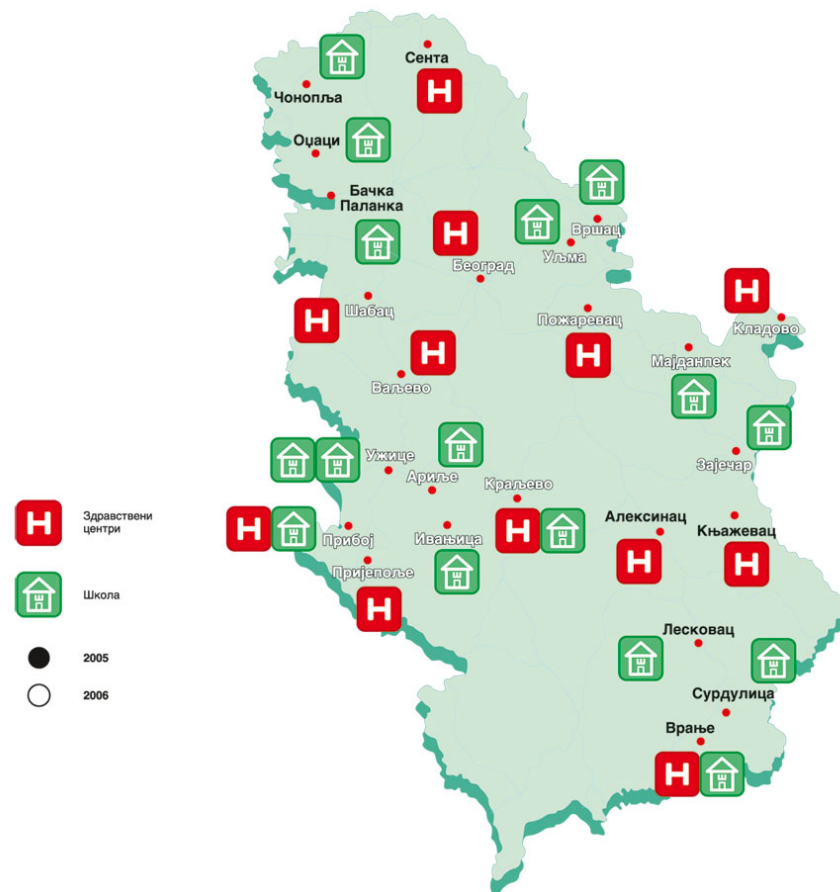 Сента
H
Чонопља
Оџаци
Бачка
Паланка
H
Вршац
Уљма
Београд
H
Шабац
H
Пожаревац
H
Кладово
Мајданпек
H
Ваљево
H
Ужице
Ариље
Краљево
Зајечар
H
Прибој
Ивањица
H
Алексинац
Књажевац
Пријепоље
H
H
H
Лесковац
Сурдулица
Врање
H
H
Здравствени
центри
Школа
2005
2006